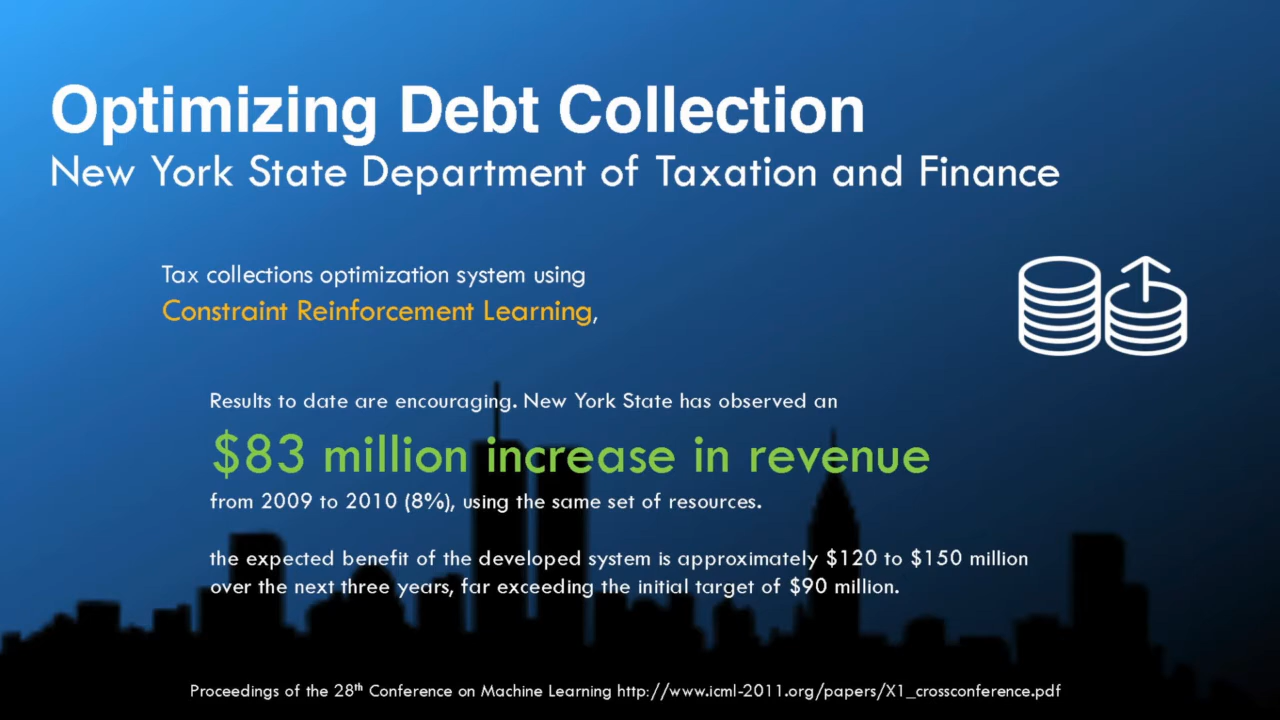 Optimizing Debt Collection
New York State Department of Taxation and Finance
Tax collections optimization system using
Constraint Reinforcement Learning,
Results to date are encouraging. New York State has observed an
$83 million increase in revenue
from 2009 to 2010 (8%), using the same set of resources.
the expected benefit of the developed system is approximately $120 to $150 million
over the next three years, far exceeding the initial target of $90 million.
Proceedings of the 28th Conference on Machine Learning http://www.icml-2011.org/papers/X1_crossconference.pdf